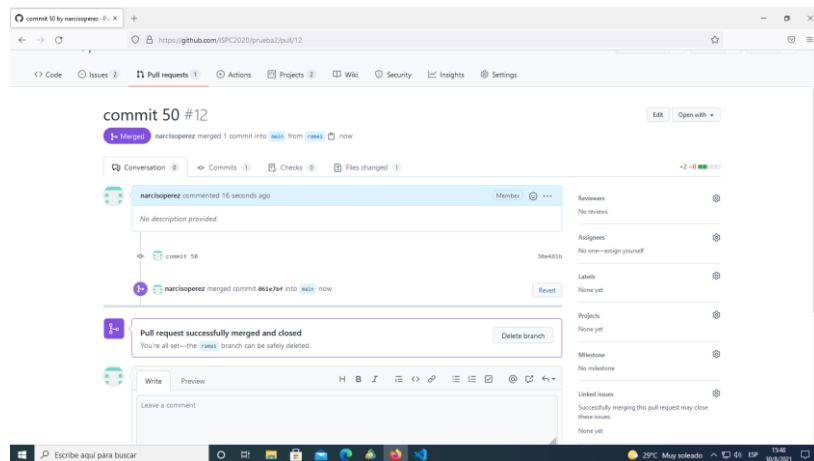 commit 50 by narcisoperez · Pu
https://github.com/ISPC2020/prueba2/pull/12
Code Issues 2 Pull requests 1 Actions Projects 2 Wiki Security Insights Settings
commit 50 #12
Edit Open with
Merged narcisoperez merged 1 commit into main from now
Conversation 0 Commits 1 Checks 0 Files changed 1 +2 −0
narcisoperez commented 16 seconds ago Member
No description provided.
commit 50 50e481b
narcisoperez merged commit 061e7bf into main now Revert
Pull request successfully merged and closed
You're all set—the branch can be safely deleted.
Delete branch
Write Preview H B I
Leave a comment
Reviewers
No reviews
Assignees
No one—assign yourself
Labels
None yet
Projects
None yet
Milestone
No milestone
Linked issues
Successfully merging this pull request may close
these issues.
None yet
Escribe aquí para buscar
29°C Muy soleado ESP 15:48
30/8/2021